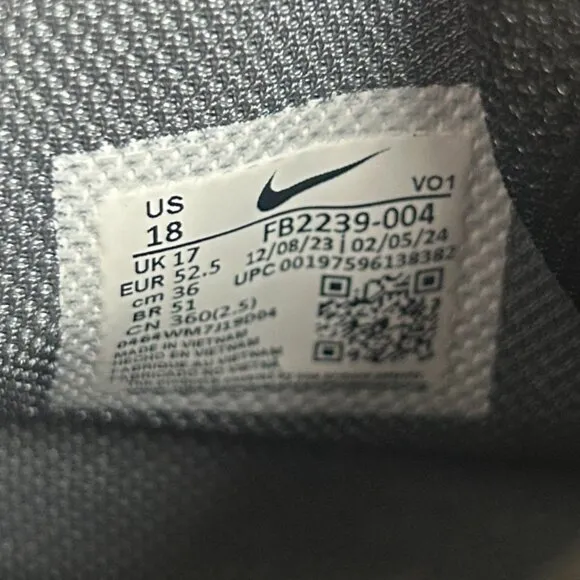 US
18
VO1
FB2239-004
12/08/23 | 02/05/24
UPC 00197596138382
UK 17
EUR 52.5
cm 36
BR 51
CN 360(2.5)
MADE IN VIETNAM